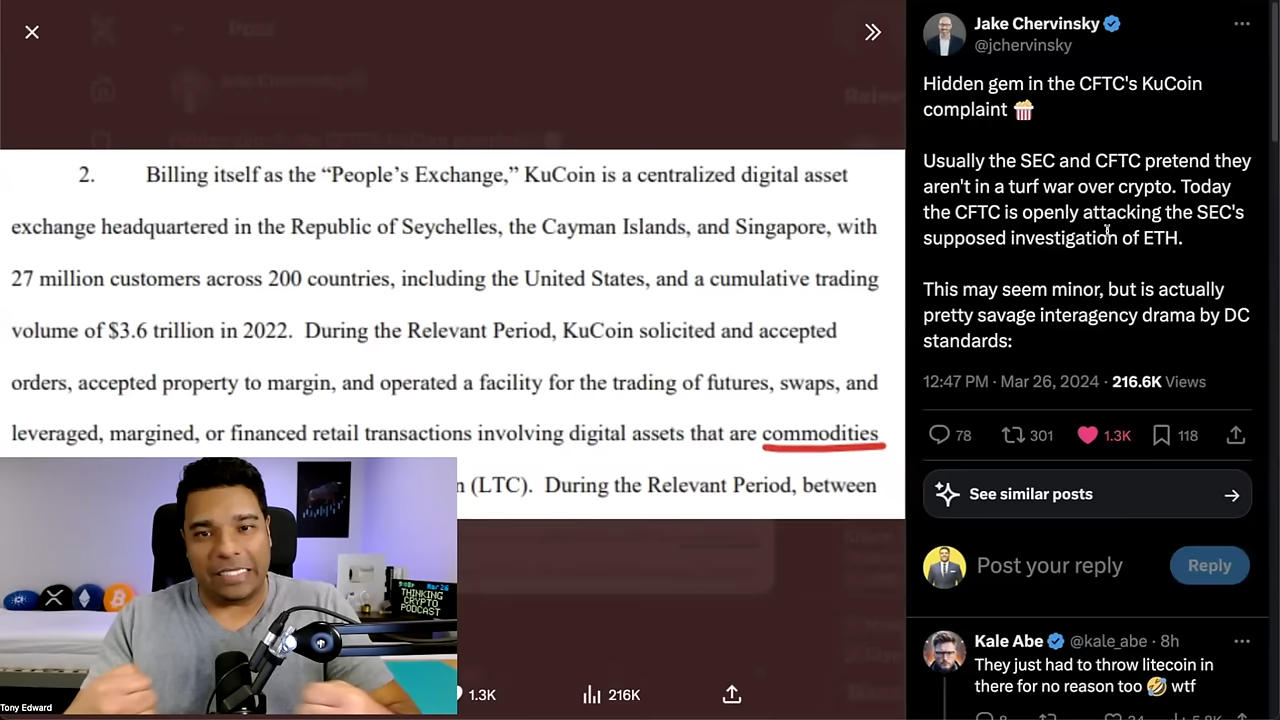 2. Billing itself as the “People’s Exchange,” KuCoin is a centralized digital asset
exchange headquartered in the Republic of Seychelles, the Cayman Islands, and Singapore, with
27 million customers across 200 countries, including the United States, and a cumulative trading
volume of $3.6 trillion in 2022. During the Relevant Period, KuCoin solicited and accepted
orders, accepted property to margin, and operated a facility for the trading of futures, swaps, and
leveraged, margined, or financed retail transactions involving digital assets that are commodities
n (LTC). During the Relevant Period, between
Mar 26
THINKING
CRYPTO
PODCAST
Tony Edward
1.3K
216K
Jake Chervinsky
@jchervinsky
Hidden gem in the CFTC's KuCoin
complaint 🍿
Usually the SEC and CFTC pretend they
aren't in a turf war over crypto. Today
the CFTC is openly attacking the SEC's
supposed investigation of ETH.
This may seem minor, but is actually
pretty savage interagency drama by DC
standards:
12:47 PM · Mar 26, 2024 · 216.6K Views
78 301 1.3K 118
See similar posts
Post your reply
Reply
Kale Abe @kale_abe · 8h
They just had to throw litecoin in
there for no reason too 🤣 wtf